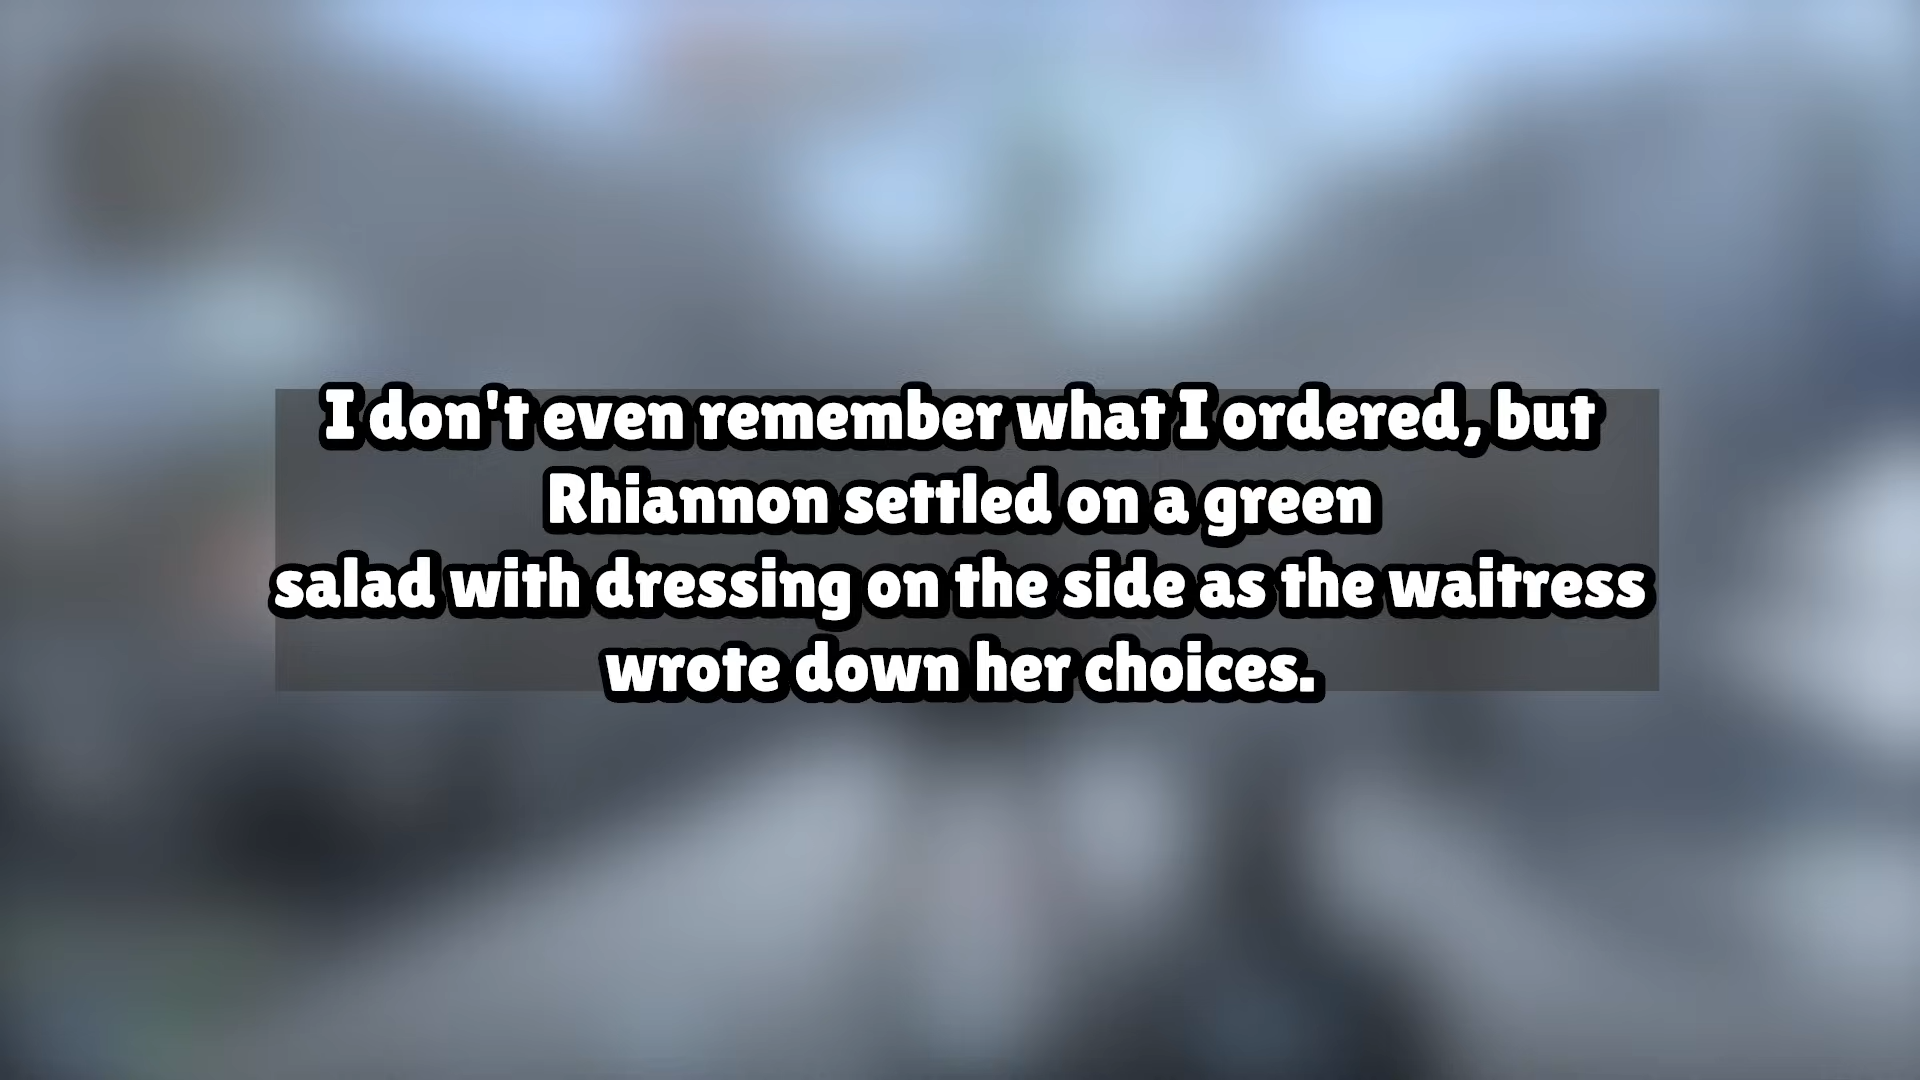 I don't even remember what I ordered, but
Rhiannon settled on a green
salad with dressing on the side as the waitress
wrote down her choices.